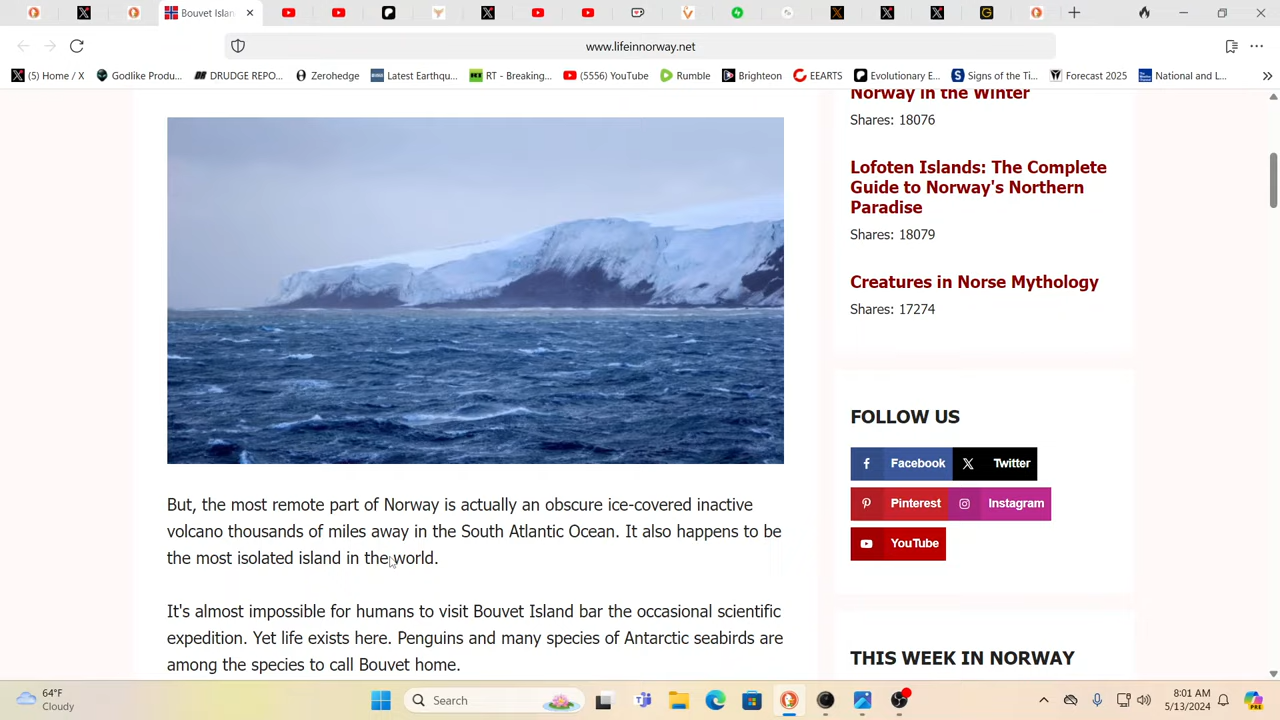 Bouvet Islan
www.lifeinnorway.net
(5) Home / X
Godlike Produ...
DRUDGE REPO...
Zerohedge
Latest Earthqu...
RT - Breaking...
(5556) YouTube
Rumble
Brighteon
EEARTS
Evolutionary E...
Signs of the Ti...
Forecast 2025
National and L...
Norway in the Winter
Shares: 18076
Lofoten Islands: The Complete
Guide to Norway's Northern
Paradise
Shares: 18079
Creatures in Norse Mythology
Shares: 17274
FOLLOW US
Facebook
Twitter
Pinterest
Instagram
YouTube
THIS WEEK IN NORWAY
But, the most remote part of Norway is actually an obscure ice-covered inactive
volcano thousands of miles away in the South Atlantic Ocean. It also happens to be
the most isolated island in the world.
It's almost impossible for humans to visit Bouvet Island bar the occasional scientific
expedition. Yet life exists here. Penguins and many species of Antarctic seabirds are
among the species to call Bouvet home.
64°F
Cloudy
Search
8:01 AM
5/13/2024
PRE